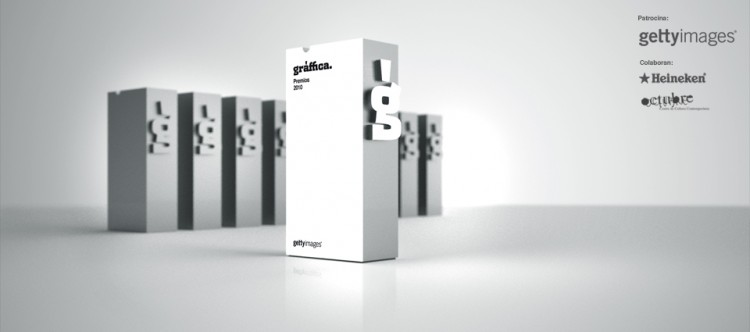 gràffica.
Premios
2010
g
gettyimages®
Patrocina:
gettyimages®
Colaboran:
★Heineken®
octubre